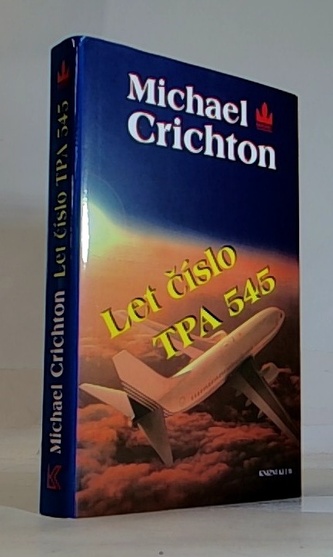 Michael
Crichton
Let číslo
TPA 545
KNIŽNÍ KLUB
Michael Crichton Let číslo TPA 545